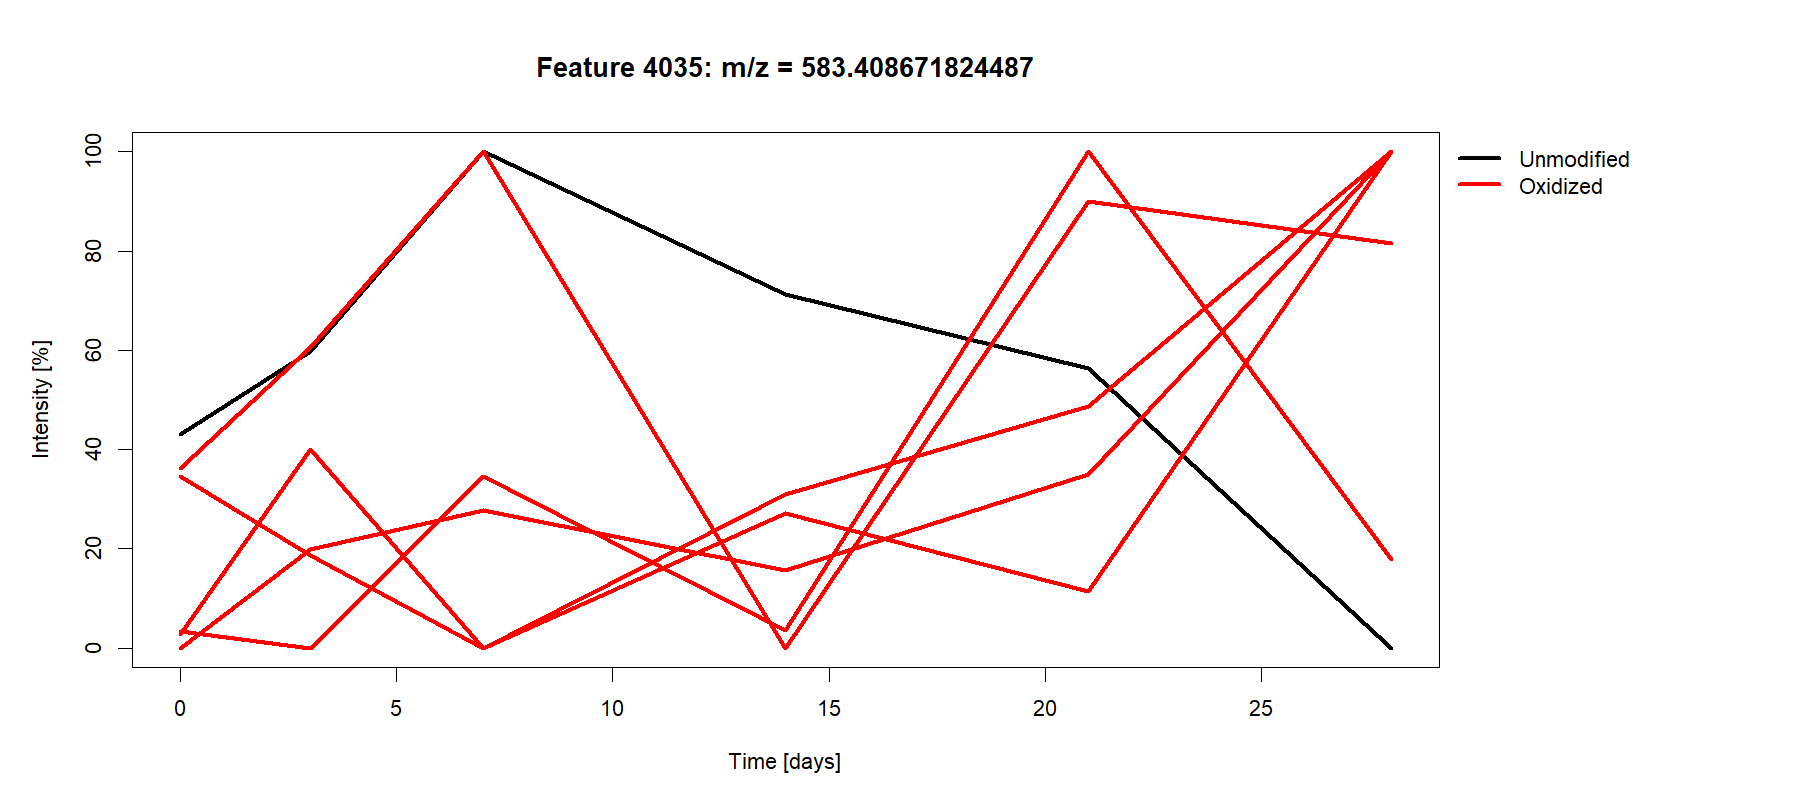 Feature 4035: m/z = 583.408671824487
Unmodified
Oxidized
Intensity [%]
100
80
60
40
20
0
0 5 10 15 20 25
Time [days]